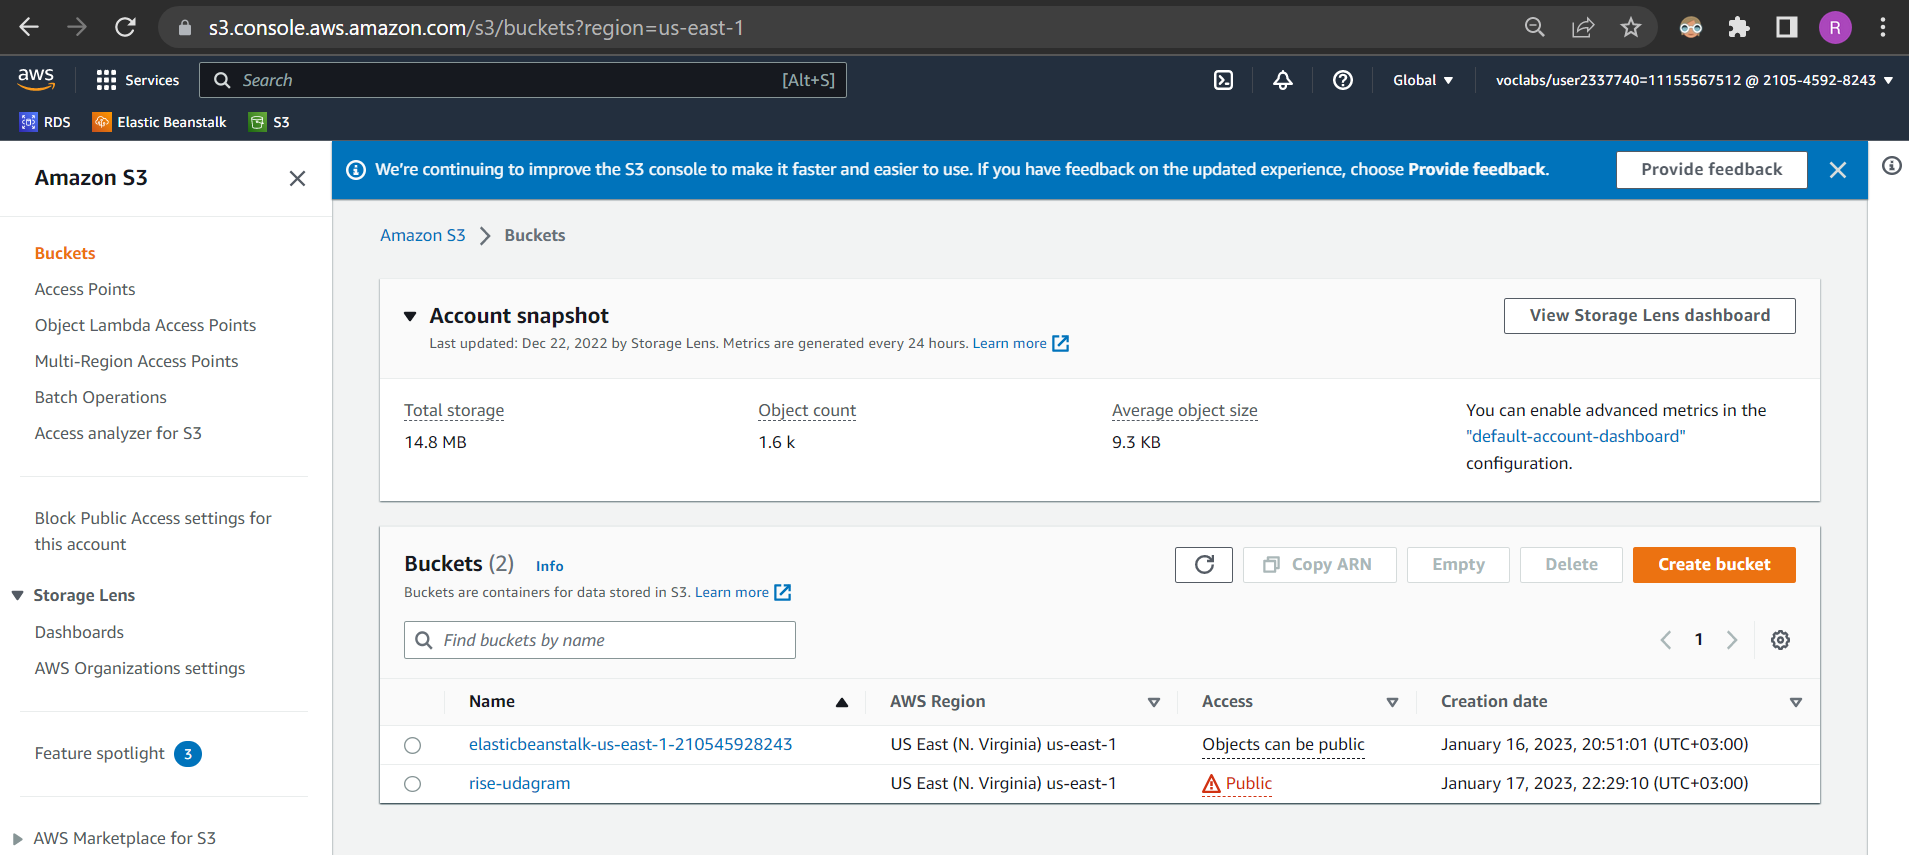 s3.console.aws.amazon.com/s3/buckets?region=us-east-1
R
aws
Services
Search
[Alt+S]
Global
voclabs/user2337740=11155567512 @ 2105-4592-8243
RDS
Elastic Beanstalk
S3
Amazon S3
Buckets
Access Points
Object Lambda Access Points
Multi-Region Access Points
Batch Operations
Access analyzer for S3
Block Public Access settings for
this account
Storage Lens
Dashboards
AWS Organizations settings
Feature spotlight 3
AWS Marketplace for S3
We're continuing to improve the S3 console to make it faster and easier to use. If you have feedback on the updated experience, choose Provide feedback.
Provide feedback
Amazon S3 > Buckets
Account snapshot
Last updated: Dec 22, 2022 by Storage Lens. Metrics are generated every 24 hours. Learn more
View Storage Lens dashboard
Total storage
14.8 MB
Object count
1.6 k
Average object size
9.3 KB
You can enable advanced metrics in the
"default-account-dashboard"
configuration.
Buckets (2) Info
Buckets are containers for data stored in S3. Learn more
Copy ARN
Empty
Delete
Create bucket
Find buckets by name
1
Name AWS Region Access Creation date
elasticbeanstalk-us-east-1-210545928243 US East (N. Virginia) us-east-1 Objects can be public January 16, 2023, 20:51:01 (UTC+03:00)
rise-udagram US East (N. Virginia) us-east-1 Public January 17, 2023, 22:29:10 (UTC+03:00)